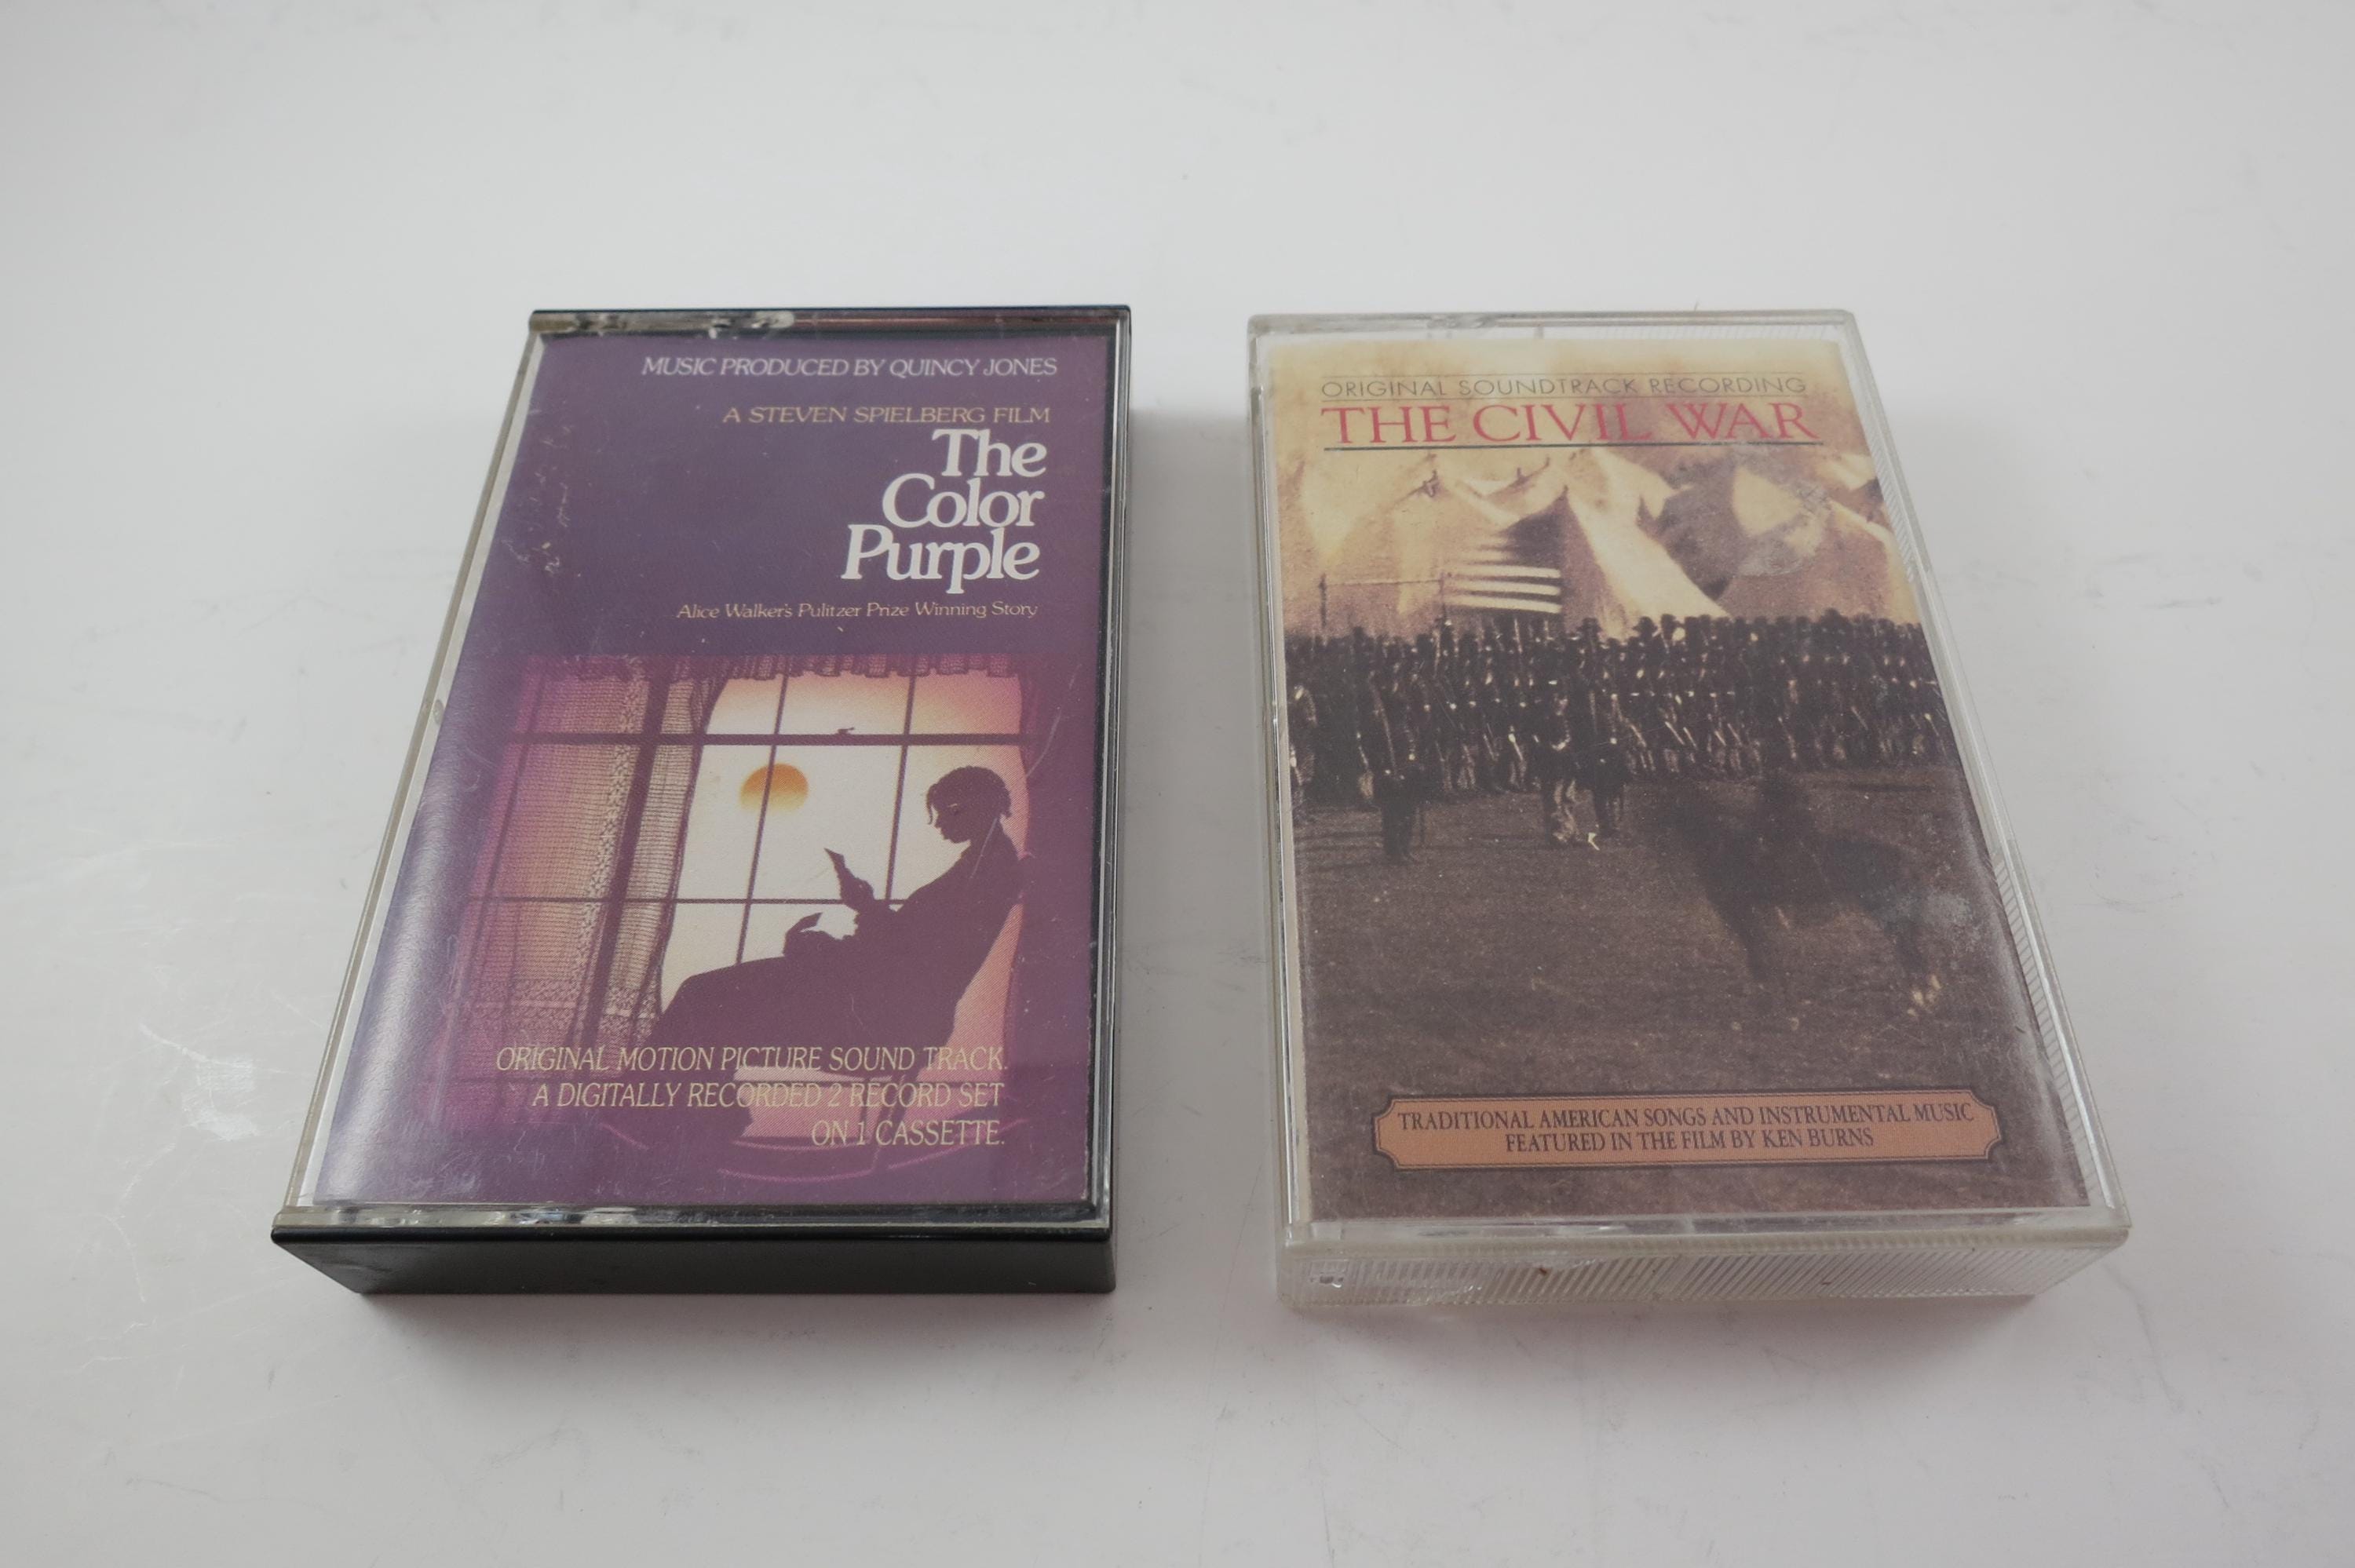 MUSIC PRODUCED BY QUINCY JONES
A STEVEN SPIELBERG FILM
The
Color
Purple
Alice Walker's Pulitzer Prize Winning Story
ORIGINAL MOTION PICTURE SOUND TRACK.
A DIGITALLY RECORDED 2 RECORD SET
ON 1 CASSETTE.
ORIGINAL SOUNDTRACK RECORDING
THE CIVIL WAR
TRADITIONAL AMERICAN SONGS AND INSTRUMENTAL MUSIC
FEATURED IN THE FILM BY KEN BURNS